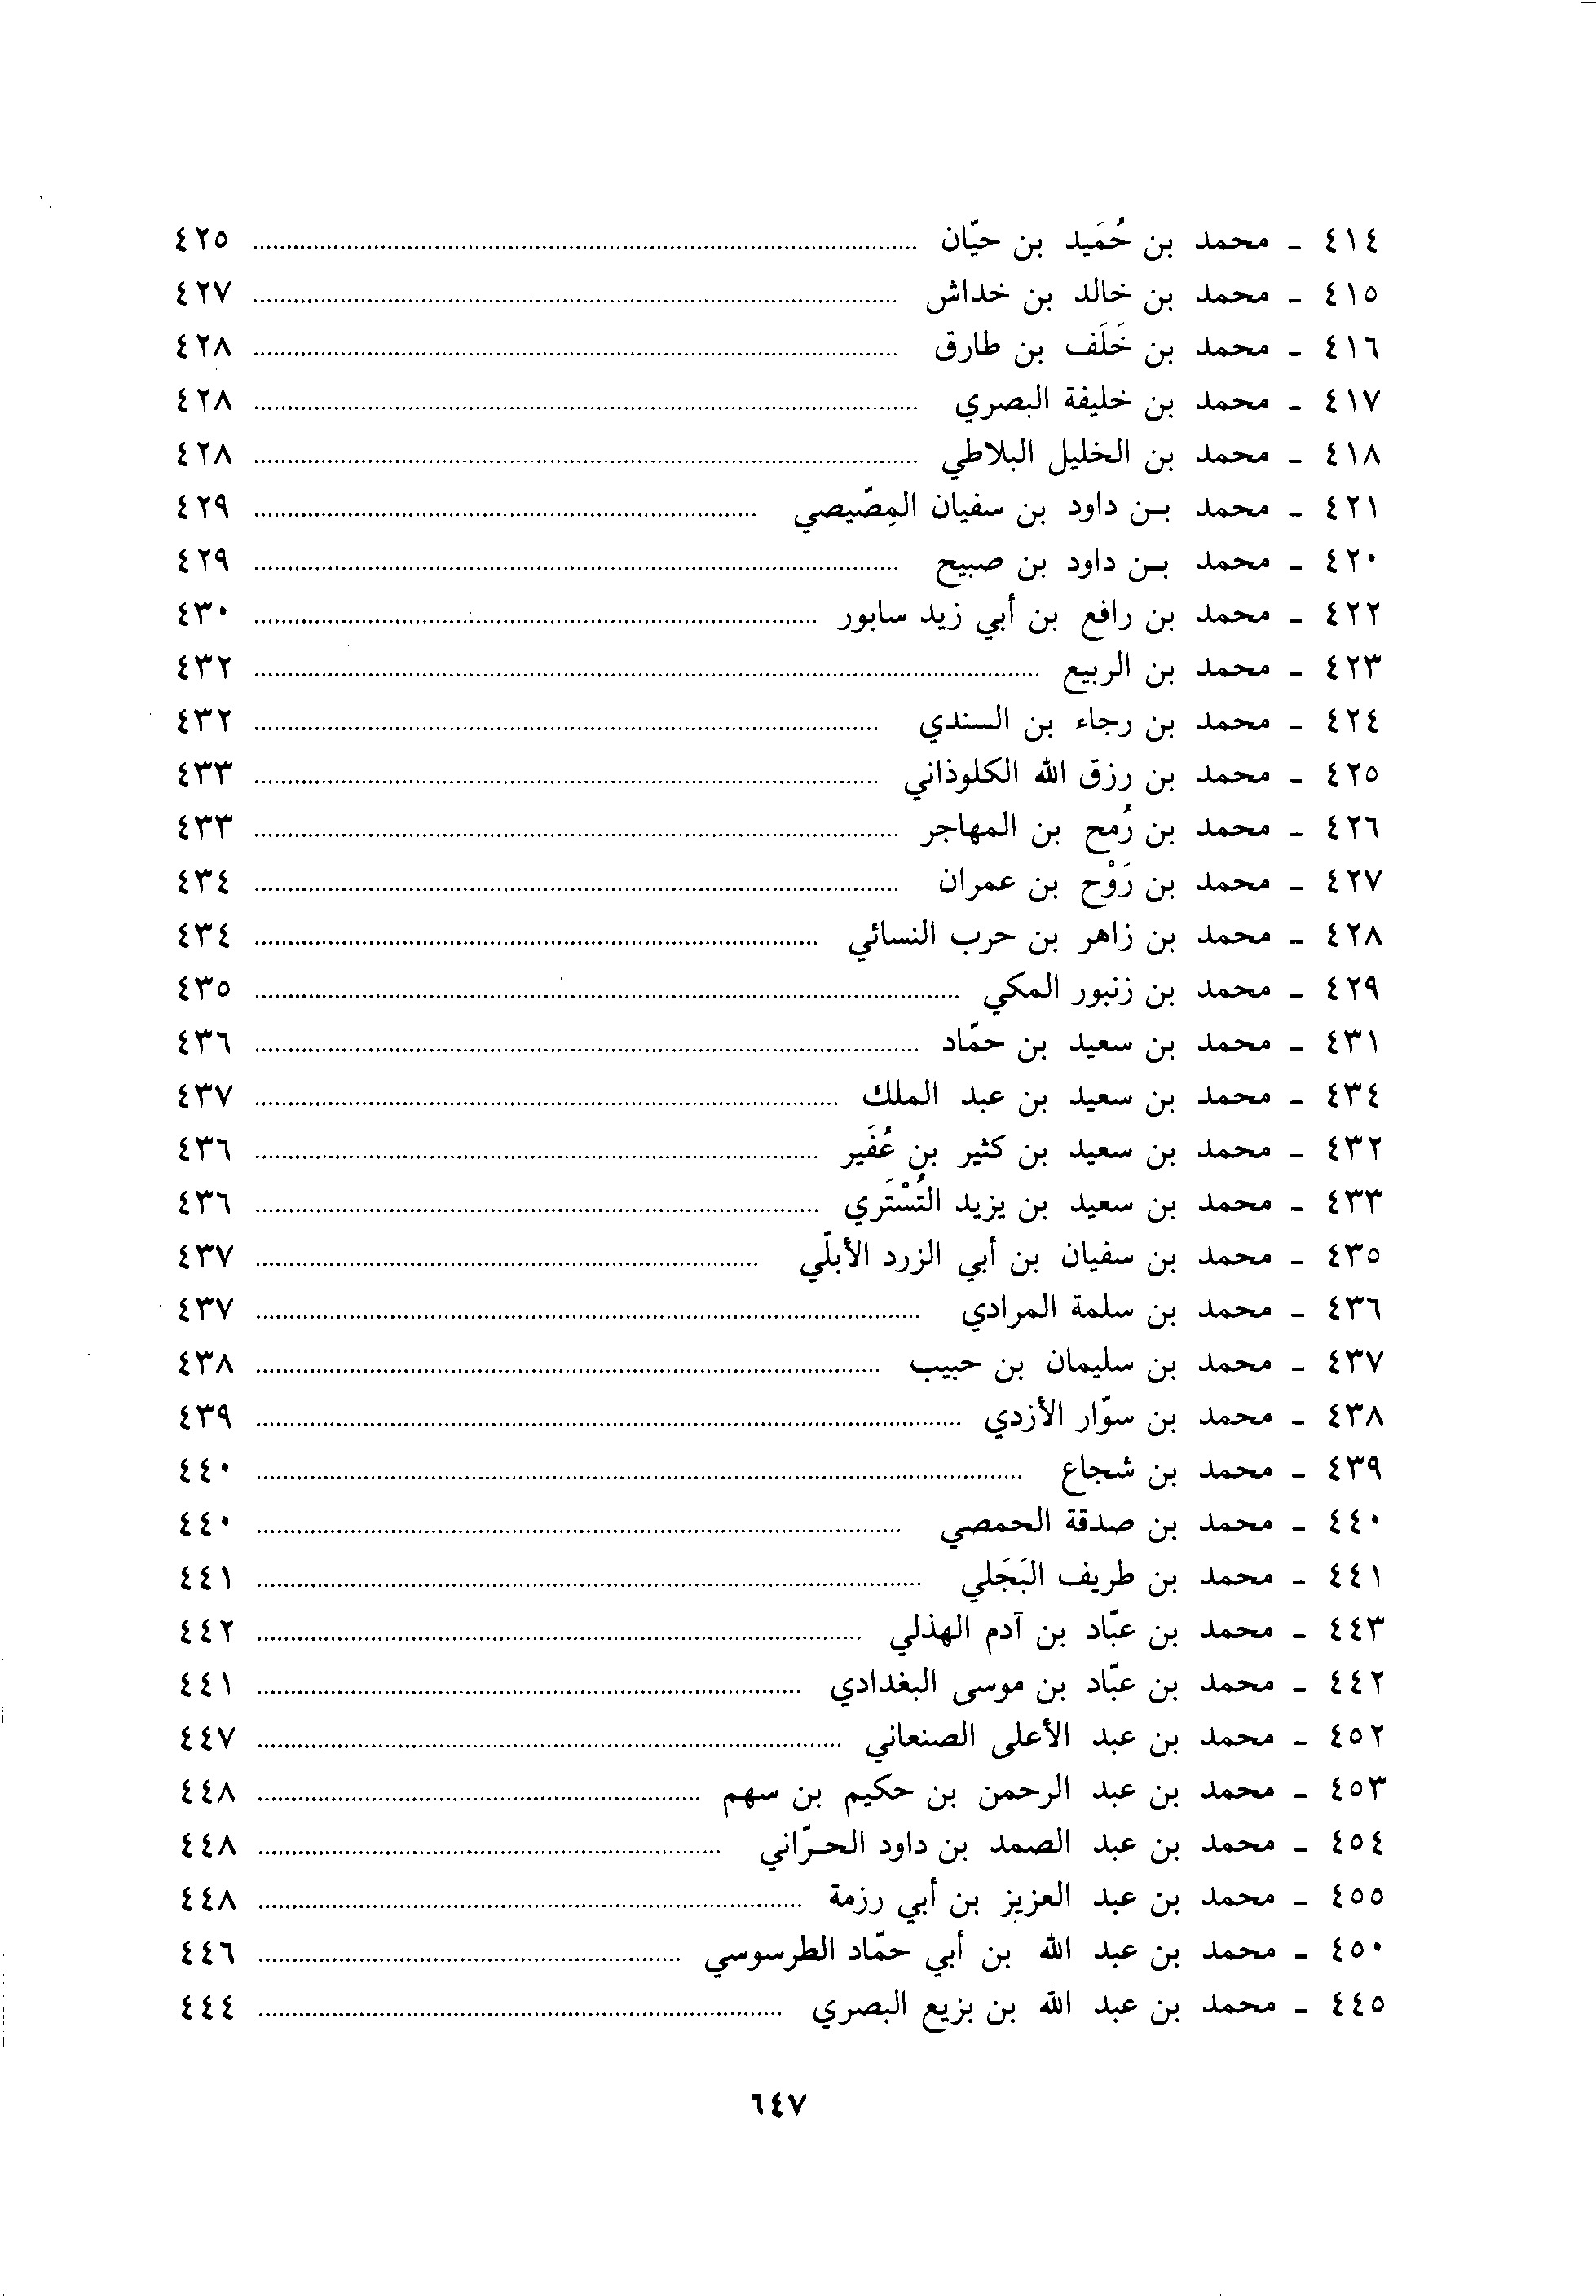 ٤١٤ - محمد بن حُمَيد بن حيّان ........ ٤٢٥
٤١٥ - محمد بن خالد بن خداش ........ ٤٢٧
٤١٦ - محمد بن خَلَف بن طارق ........ ٤٢٨
٤١٧ - محمد بن خليفة البصري ........ ٤٢٨
٤١٨ - محمد بن الخليل البلاطي ........ ٤٢٨
٤٢١ - محمد بن داود بن سفيان المِصّيصي ........ ٤٢٩
٤٢٠ - محمد بن داود بن صبيح ........ ٤٢٩
٤٢٢ - محمد بن رافع بن أبي زيد سابور ........ ٤٣٠
٤٢٣ - محمد بن الربيع ........ ٤٣٢
٤٢٤ - محمد بن رجاء بن السندي ........ ٤٣٢
٤٢٥ - محمد بن رزق الله الكلوذاني ........ ٤٣٣
٤٢٦ - محمد بن رُمح بن المهاجر ........ ٤٣٣
٤٢٧ - محمد بن رَوْح بن عمران ........ ٤٣٤
٤٢٨ - محمد بن زاهر بن حرب النسائي ........ ٤٣٤
٤٢٩ - محمد بن زنبور المكي ........ ٤٣٥
٤٣١ - محمد بن سعيد بن حمّاد ........ ٤٣٦
٤٣٤ - محمد بن سعيد بن عبد الملك ........ ٤٣٧
٤٣٢ - محمد بن سعيد بن كثير بن عُفَير ........ ٤٣٦
٤٣٣ - محمد بن سعيد بن يزيد التُسْتَري ........ ٤٣٦
٤٣٥ - محمد بن سفيان بن أبي الزرد الأبلّي ........ ٤٣٧
٤٣٦ - محمد بن سلمة المرادي ........ ٤٣٧
٤٣٧ - محمد بن سليمان بن حبيب ........ ٤٣٨
٤٣٨ - محمد بن سوّار الأزدي ........ ٤٣٩
٤٣٩ - محمد بن شجاع ........ ٤٤٠
٤٤٠ - محمد بن صدقة الحمصي ........ ٤٤٠
٤٤١ - محمد بن طريف البَجَلي ........ ٤٤١
٤٤٣ - محمد بن عبّاد بن آدم الهذلي ........ ٤٤٢
٤٤٢ - محمد بن عبّاد بن موسى البغدادي ........ ٤٤١
٤٥٢ - محمد بن عبد الأعلى الصنعاني ........ ٤٤٧
٤٥٣ - محمد بن عبد الرحمن بن حكيم بن سهم ........ ٤٤٨
٤٥٤ - محمد بن عبد الصمد بن داود الحرّاني ........ ٤٤٨
٤٥٥ - محمد بن عبد العزيز بن أبي رزمة ........ ٤٤٨
٤٥٠ - محمد بن عبد الله بن أبي حمّاد الطرسوسي ........ ٤٤٦
٤٤٥ - محمد بن عبد الله بن بزيع البصري ........ ٤٤٤
٦٤٧